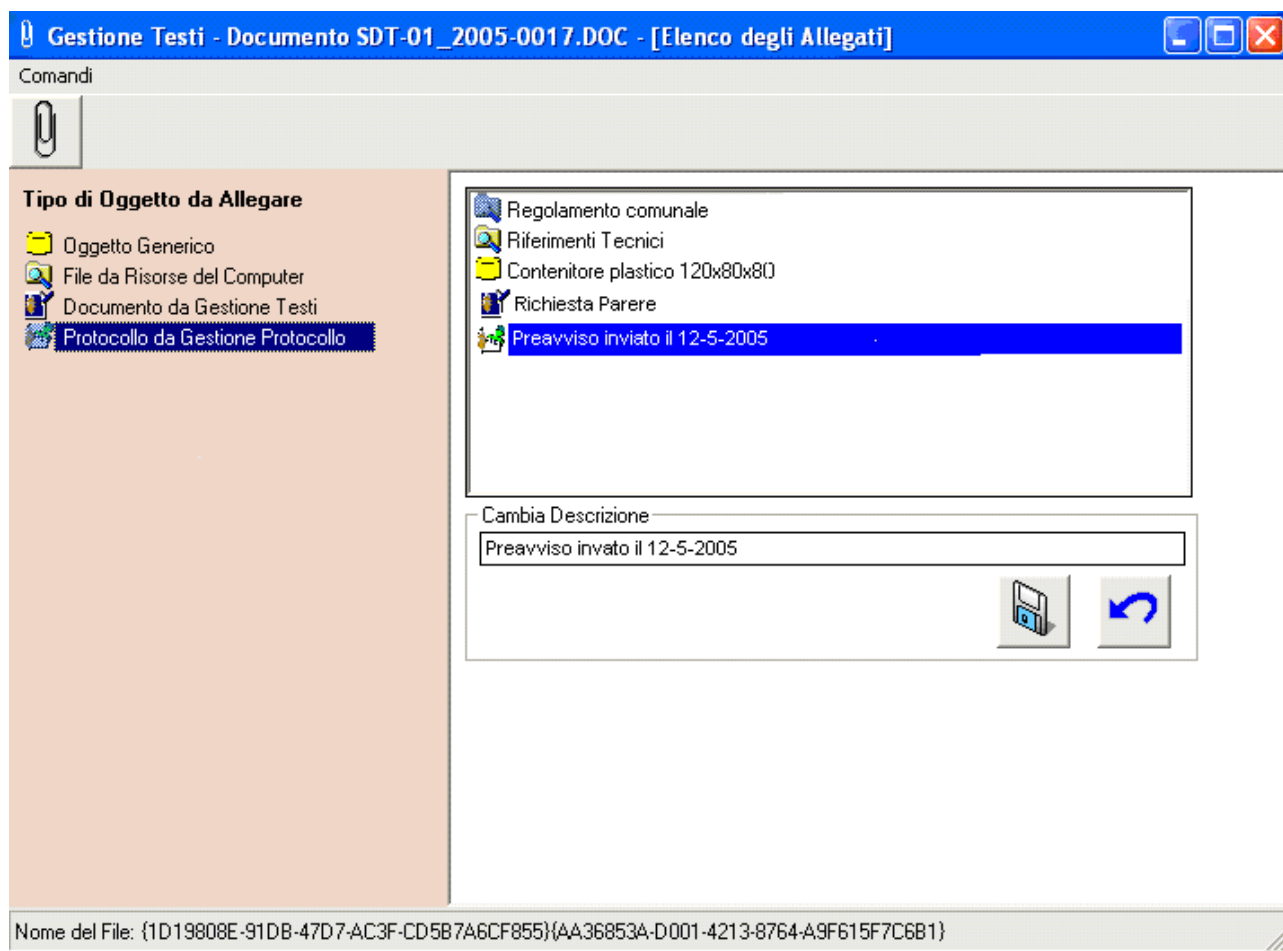 Gestione Testi - Documento SDT-01_2005-0017.DOC - [Elenco degli Allegati]
Comandi
Tipo di Oggetto da Allegare
Oggetto Generico
File da Risorse del Computer
Documento da Gestione Testi
Protocollo da Gestione Protocollo
Regolamento comunale
Riferimenti Tecnici
Contenitore plastico 120x80x80
Richiesta Parere
Preavviso inviato il 12-5-2005
Cambia Descrizione
Preavviso invato il 12-5-2005
Nome del File: {1D19808E-91DB-47D7-AC3F-CD5B7A6CF855}{AA36853A-D001-4213-8764-A9F615F7C6B1}